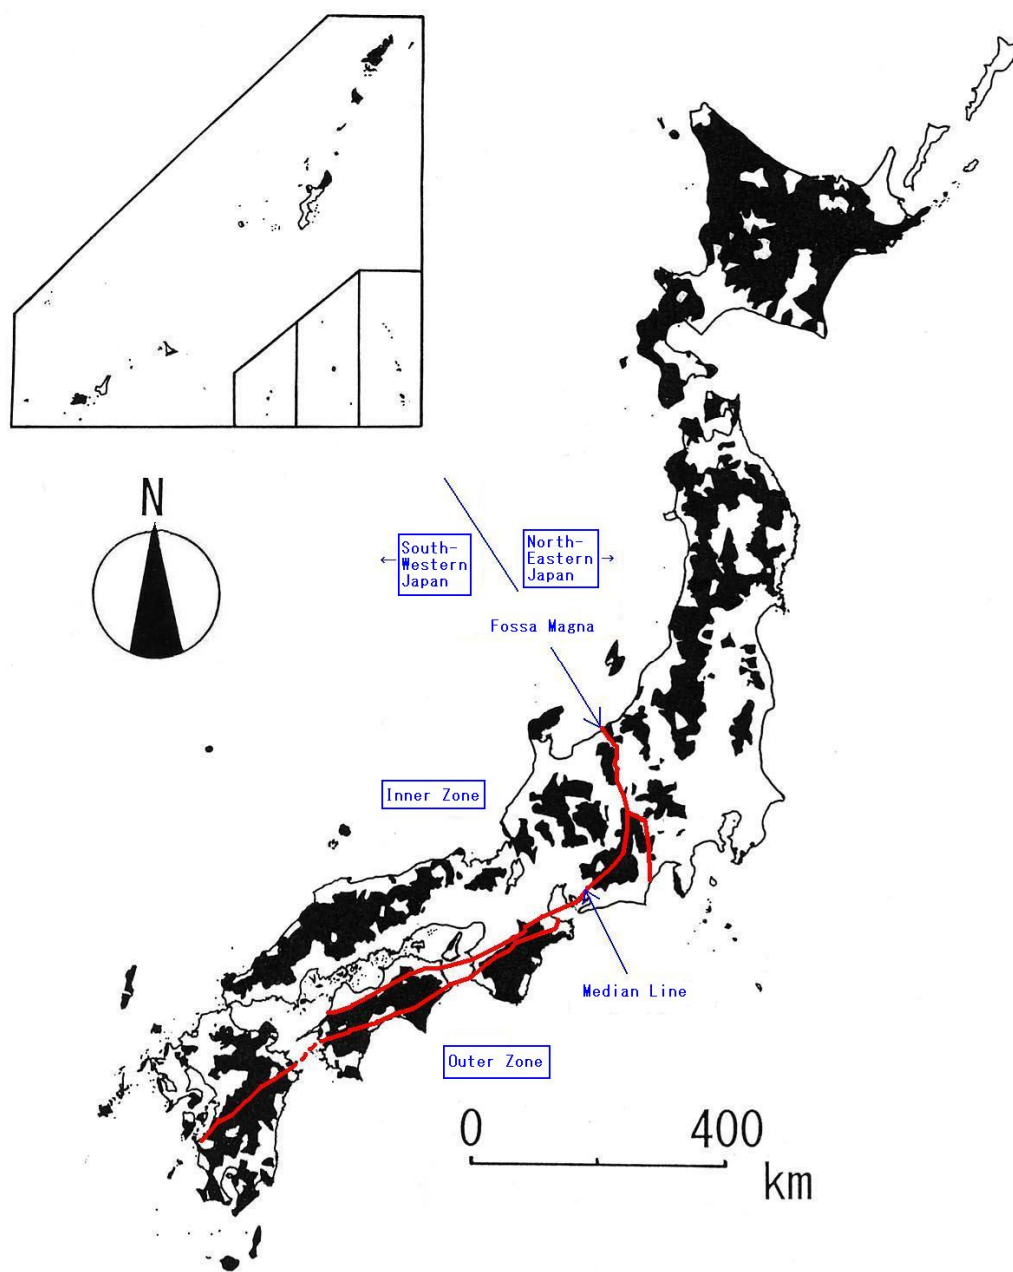 N
← South-
Western
Japan
North-
Eastern →
Japan
Fossa Magna
Inner Zone
Median Line
Outer Zone
0 400
km